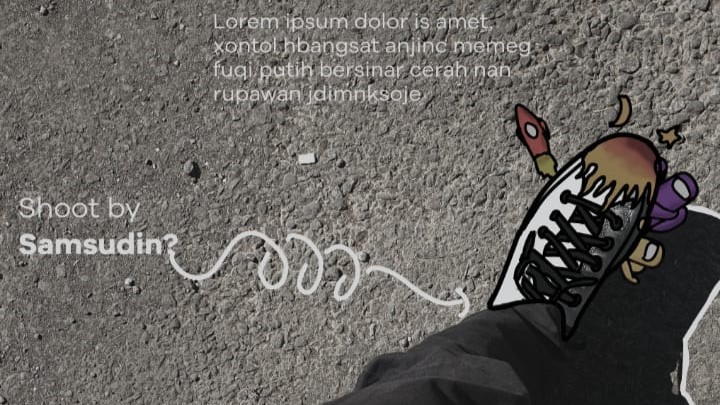 Lorem ipsum dolor is amet,
xontol hbangsat anjinc memeg
fuqi putih bersinar cerah nan
rupawan jdimnksoje
Shoot by
Samsudin?